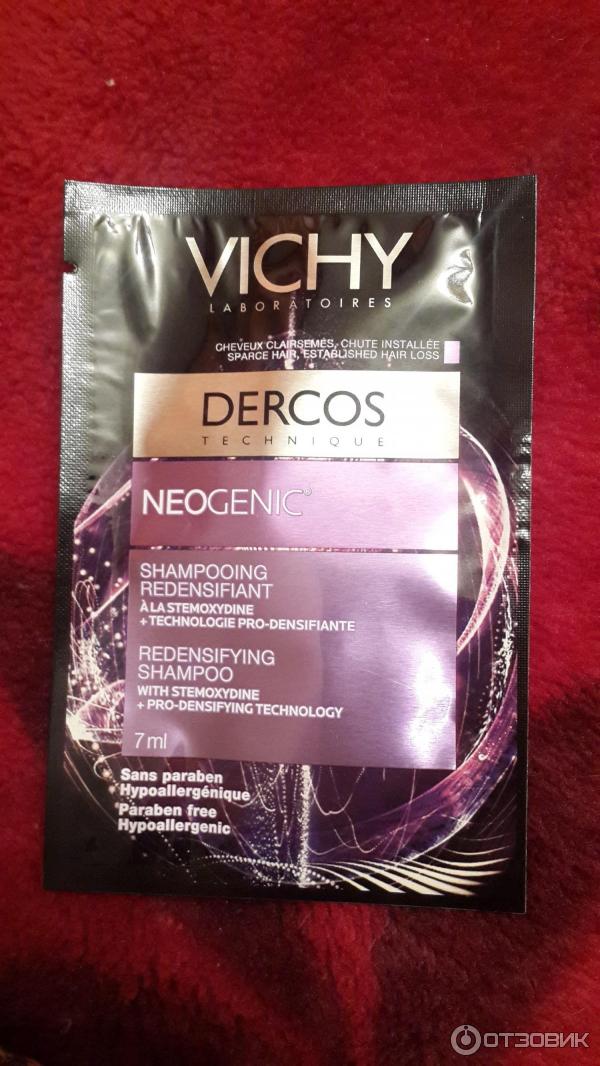 VICHY
LABORATOIRES
CHEVEUX CLAIRSEMÉS, CHUTE INSTALLÉE
SPARCE HAIR, ESTABLISHED HAIR LOSS
DERCOS
TECHNIQUE
NEOGENIC®
SHAMPOOING
REDENSIFIANT
À LA STEMOXYDINE
+ TECHNOLOGIE PRO-DENSIFIANTE
REDENSIFYING
SHAMPOO
WITH STEMOXYDINE
+ PRO-DENSIFYING TECHNOLOGY
7 ml
Sans paraben
Hypoallergénique
Paraben free
Hypoallergenic
ОТЗОВИК